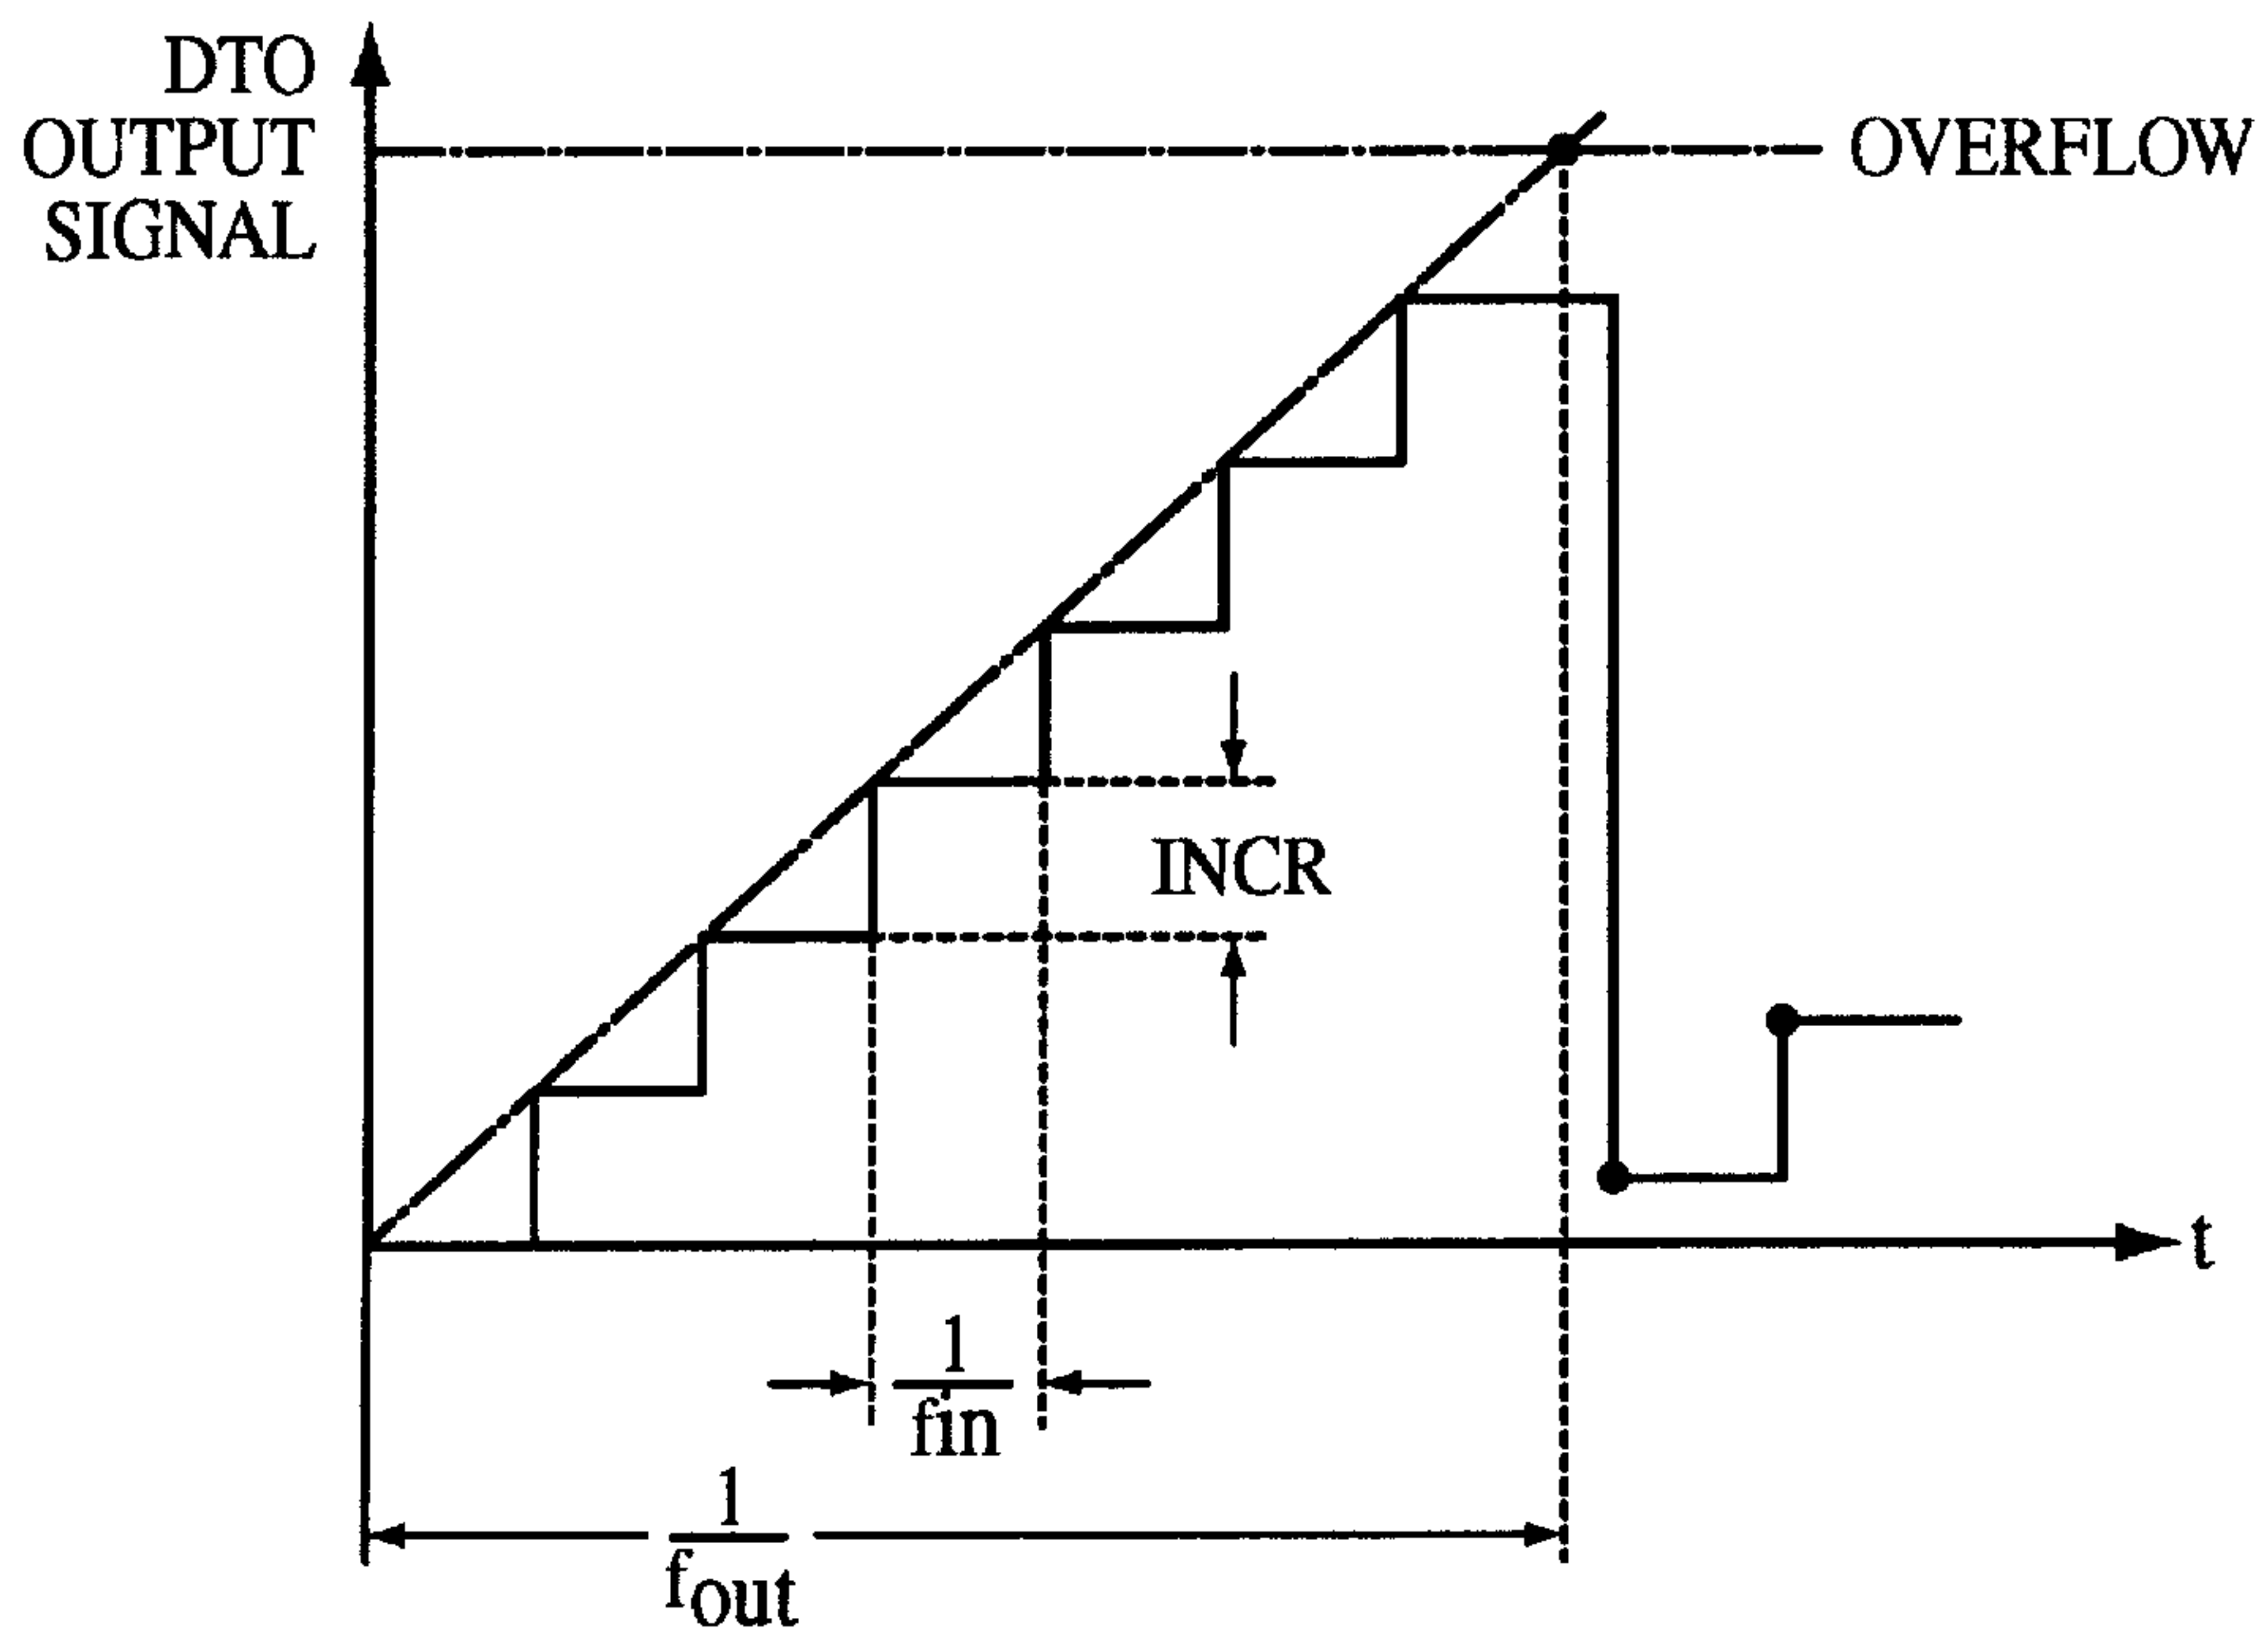 DTO
OUTPUT
SIGNAL
OVERFLOW
INCR
t
1
fin
1
fout